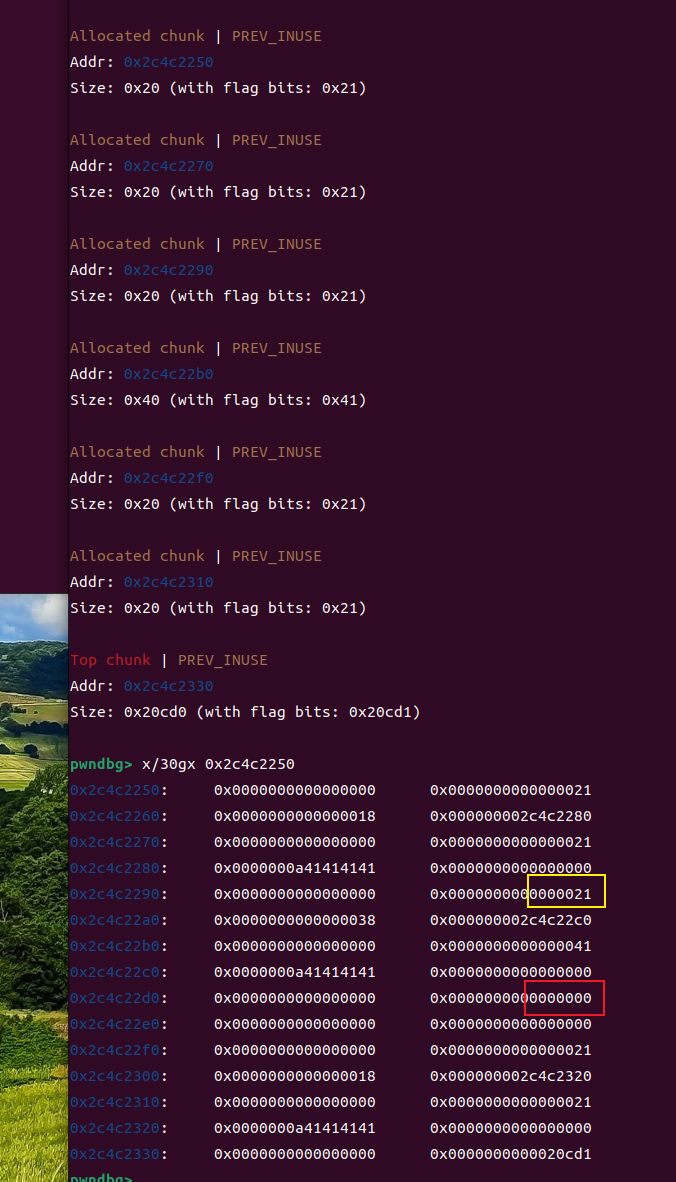 Allocated chunk | PREV_INUSE
Addr: 0x2c4c2250
Size: 0x20 (with flag bits: 0x21)
Allocated chunk | PREV_INUSE
Addr: 0x2c4c2270
Size: 0x20 (with flag bits: 0x21)
Allocated chunk | PREV_INUSE
Addr: 0x2c4c2290
Size: 0x20 (with flag bits: 0x21)
Allocated chunk | PREV_INUSE
Addr: 0x2c4c22b0
Size: 0x40 (with flag bits: 0x41)
Allocated chunk | PREV_INUSE
Addr: 0x2c4c22f0
Size: 0x20 (with flag bits: 0x21)
Allocated chunk | PREV_INUSE
Addr: 0x2c4c2310
Size: 0x20 (with flag bits: 0x21)
Top chunk | PREV_INUSE
Addr: 0x2c4c2330
Size: 0x20cd0 (with flag bits: 0x20cd1)
pwndbg> x/30gx 0x2c4c2250
0x2c4c2250: 0x0000000000000000 0x0000000000000021
0x2c4c2260: 0x0000000000000018 0x000000002c4c2280
0x2c4c2270: 0x0000000000000000 0x0000000000000021
0x2c4c2280: 0x0000000a41414141 0x0000000000000000
0x2c4c2290: 0x0000000000000000 0x0000000000000021
0x2c4c22a0: 0x0000000000000038 0x000000002c4c22c0
0x2c4c22b0: 0x0000000000000000 0x0000000000000041
0x2c4c22c0: 0x0000000a41414141 0x0000000000000000
0x2c4c22d0: 0x0000000000000000 0x0000000000000000
0x2c4c22e0: 0x0000000000000000 0x0000000000000000
0x2c4c22f0: 0x0000000000000000 0x0000000000000021
0x2c4c2300: 0x0000000000000018 0x000000002c4c2320
0x2c4c2310: 0x0000000000000000 0x0000000000000021
0x2c4c2320: 0x0000000a41414141 0x0000000000000000
0x2c4c2330: 0x0000000000000000 0x0000000000020cd1
pwndbg>